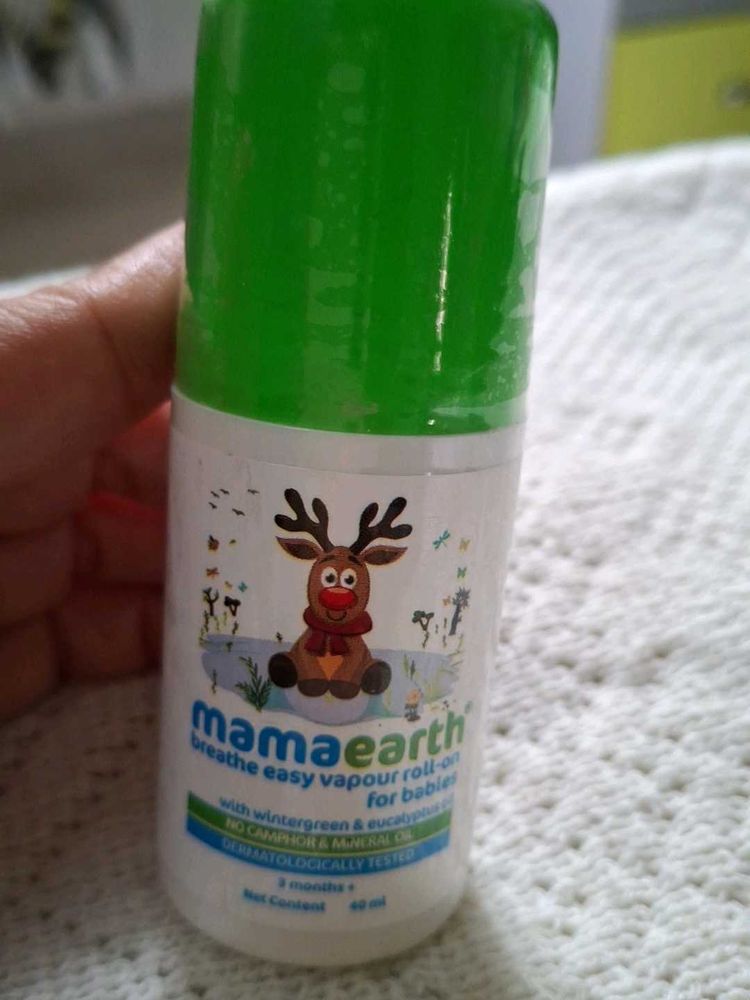 mamaearth®
breathe easy vapour roll-on
for babies
with wintergreen & eucalyptus
NO CAMPHOR & MINERAL OIL
DERMATOLOGICALLY TESTED
3 months +
Net Content 40 ml